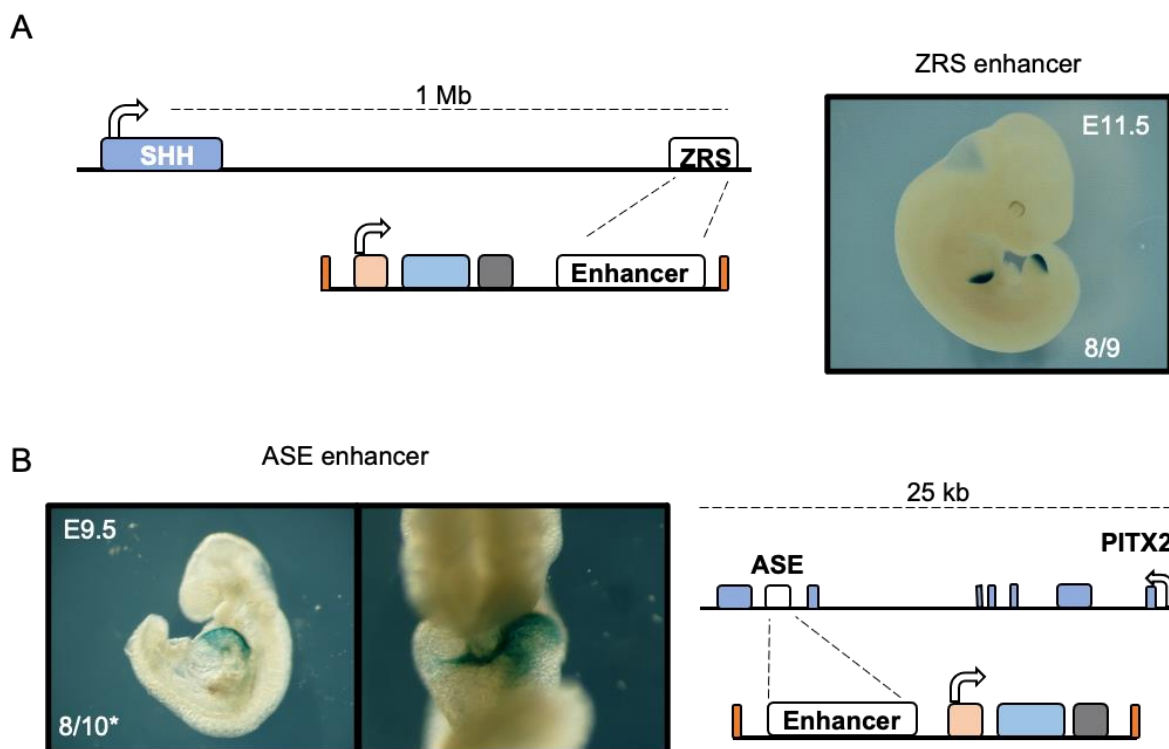 A
ZRS enhancer
1 Mb
E11.5
SHH
ZRS
Enhancer
8/9
B
ASE enhancer
25 kb
E9.5
PITX2
ASE
8/10*
Enhancer